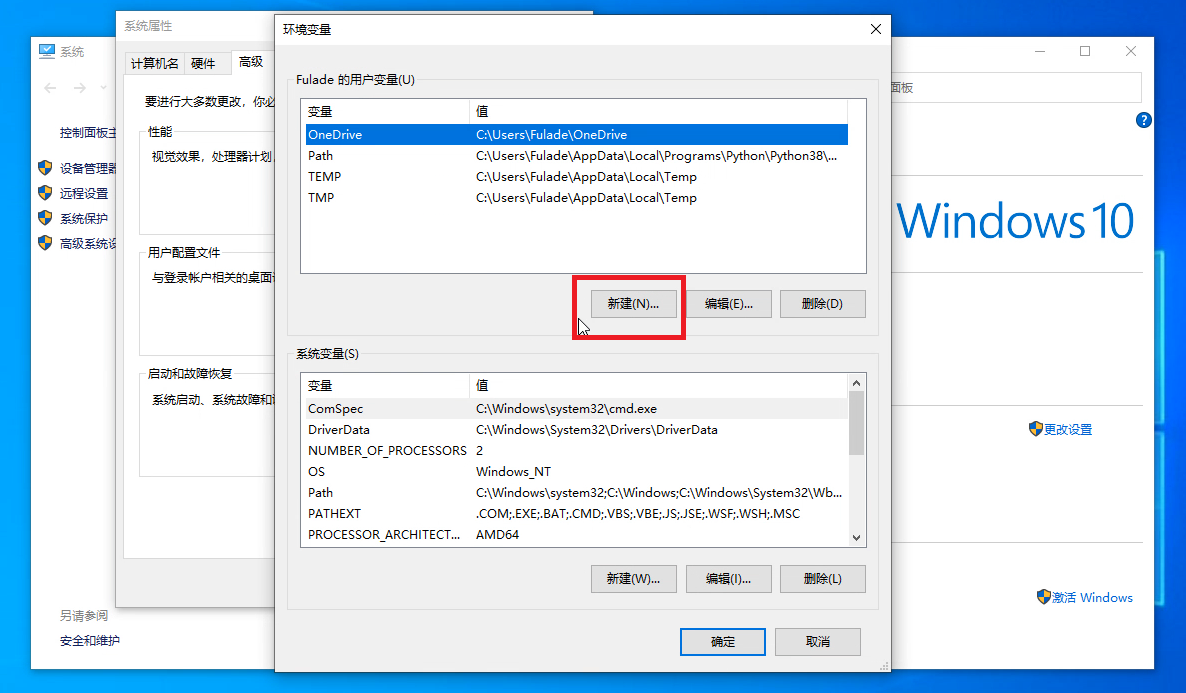 系统
控制面板主
设备管理器
远程设置
系统保护
高级系统设
另请参阅
安全和维护
系统属性
计算机名 硬件 高级
要进行大多数更改，你必
性能
视觉效果，处理器计划，
用户配置文件
与登录帐户相关的桌面
启动和故障恢复
系统启动、系统故障和
环境变量
Fulade 的用户变量(U)
变量 值
OneDrive C:\Users\Fulade\OneDrive
Path C:\Users\Fulade\AppData\Local\Programs\Python\Python38\...
TEMP C:\Users\Fulade\AppData\Local\Temp
TMP C:\Users\Fulade\AppData\Local\Temp
新建(N)... 编辑(E)... 删除(D)
系统变量(S)
变量 值
ComSpec C:\Windows\system32\cmd.exe
DriverData C:\Windows\System32\Drivers\DriverData
NUMBER_OF_PROCESSORS 2
OS Windows_NT
Path C:\Windows\system32;C:\Windows;C:\Windows\System32\Wb...
PATHEXT .COM;.EXE;.BAT;.CMD;.VBS;.VBE;.JS;.JSE;.WSF;.WSH;.MSC
PROCESSOR_ARCHITECT... AMD64
新建(W)... 编辑(I)... 删除(L)
确定 取消
面板
?
Windows 10
更改设置
激活 Windows